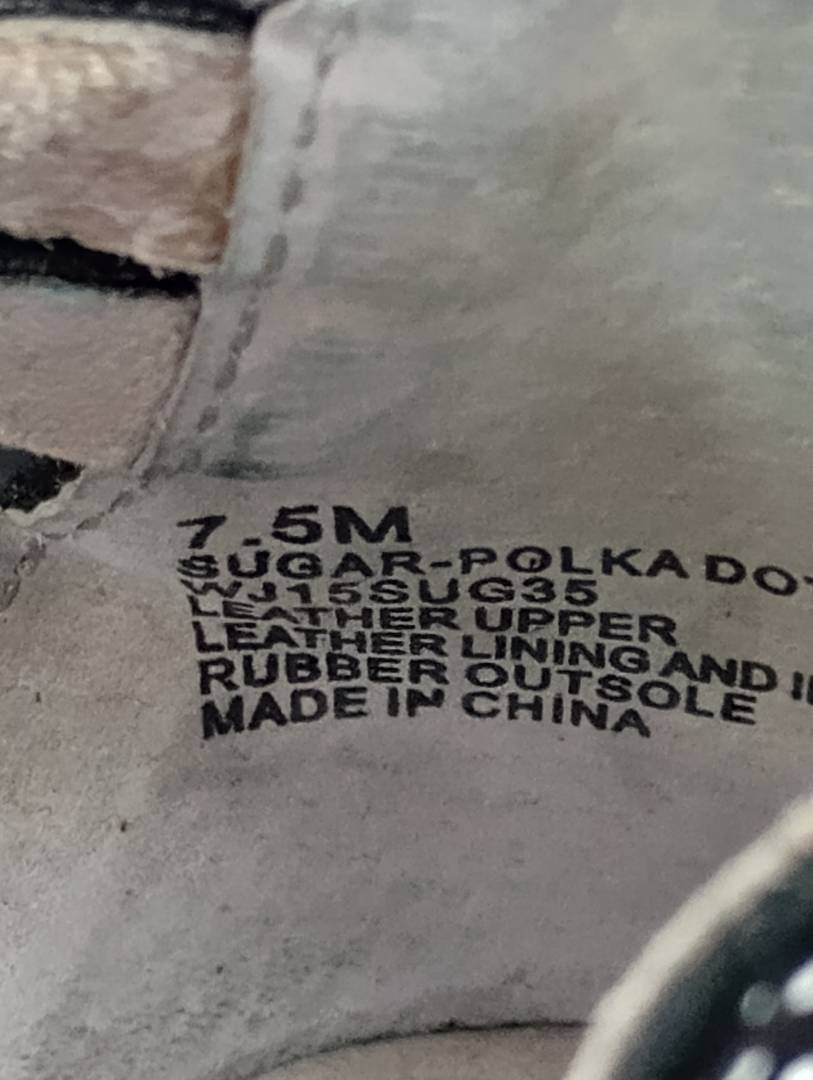 7.5M
SUGAR-POLKA DO
WJ15SUG35
LEATHER UPPER
LEATHER LINING AND
RUBBER OUTSOLE
MADE IN CHINA